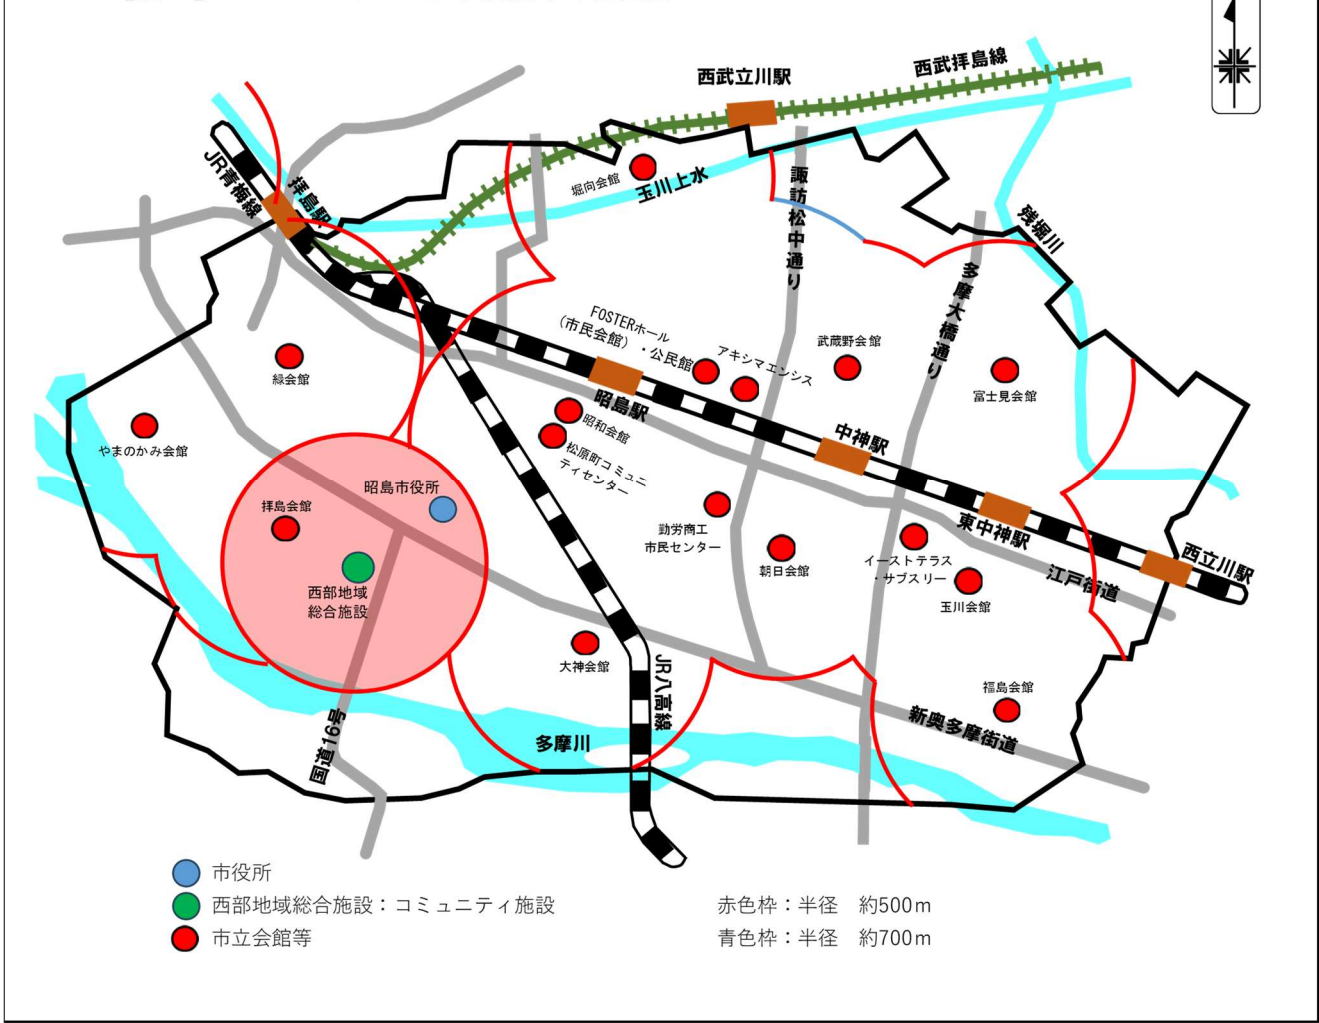 西武立川駅
西武拝島線
JR青梅線
拝島駅
堀向会館
玉川上水
諏訪松中通り
残堀川
多摩大橋通り
FOSTERホール
（市民会館）・公民館
アキシマエンシス
武蔵野会館
富士見会館
緑会館
昭島駅
昭和会館
松原町コミュニ
ティセンター
中神駅
やまのかみ会館
拝島会館
昭島市役所
勤労商工
市民センター
朝日会館
イーストテラス
・サブスリー
東中神駅
西立川駅
江戸街道
玉川会館
西部地域
総合施設
大神会館
JR八高線
福島会館
新奥多摩街道
国道16号
多摩川
市役所
西部地域総合施設：コミュニティ施設
市立会館等
赤色枠：半径　約500m
青色枠：半径　約700m